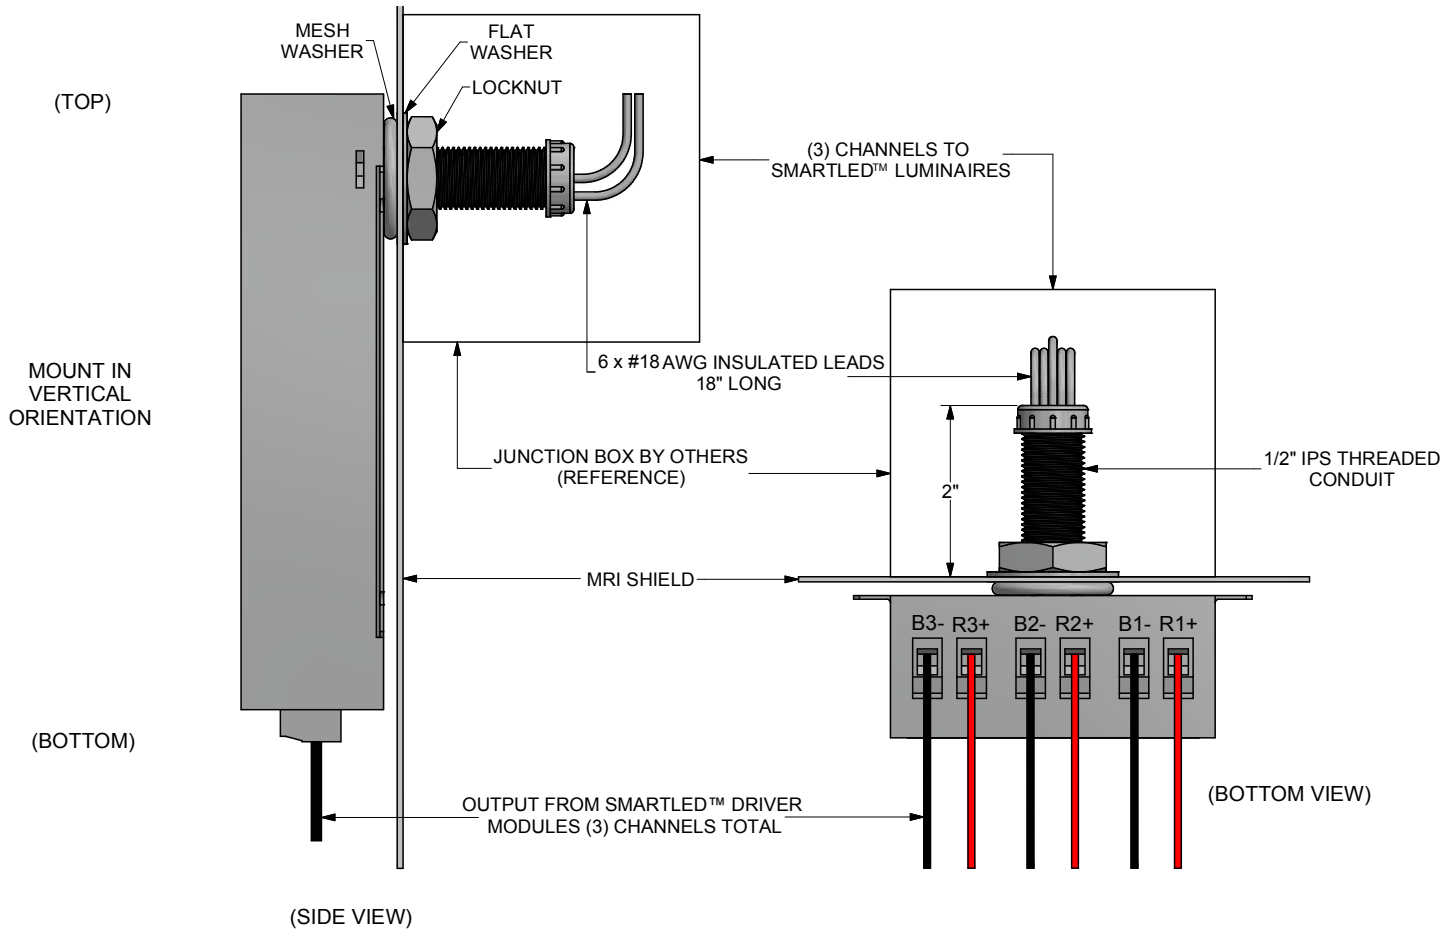 MESH
WASHER
FLAT
WASHER
LOCKNUT
(TOP)
(3) CHANNELS TO
SMARTLED™ LUMINAIRES
6 x #18 AWG INSULATED LEADS
18" LONG
MOUNT IN
VERTICAL
ORIENTATION
JUNCTION BOX BY OTHERS
(REFERENCE)
1/2" IPS THREADED
CONDUIT
2"
MRI SHIELD
B3- R3+ B2- R2+ B1- R1+
(BOTTOM)
OUTPUT FROM SMARTLED™ DRIVER
MODULES (3) CHANNELS TOTAL
(BOTTOM VIEW)
(SIDE VIEW)